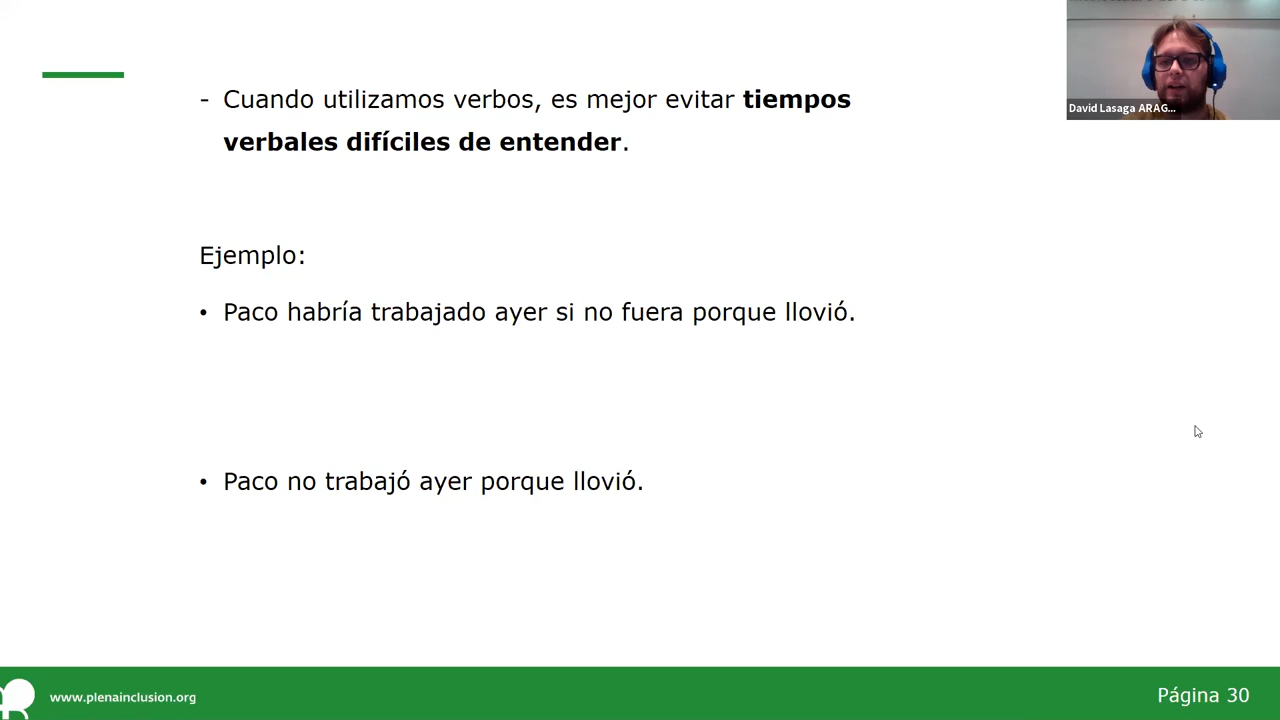 David Lasaga ARAG...
- Cuando utilizamos verbos, es mejor evitar tiempos
verbales difíciles de entender.
Ejemplo:
• Paco habría trabajado ayer si no fuera porque llovió.
• Paco no trabajó ayer porque llovió.
www.plenainclusion.org
Página 30